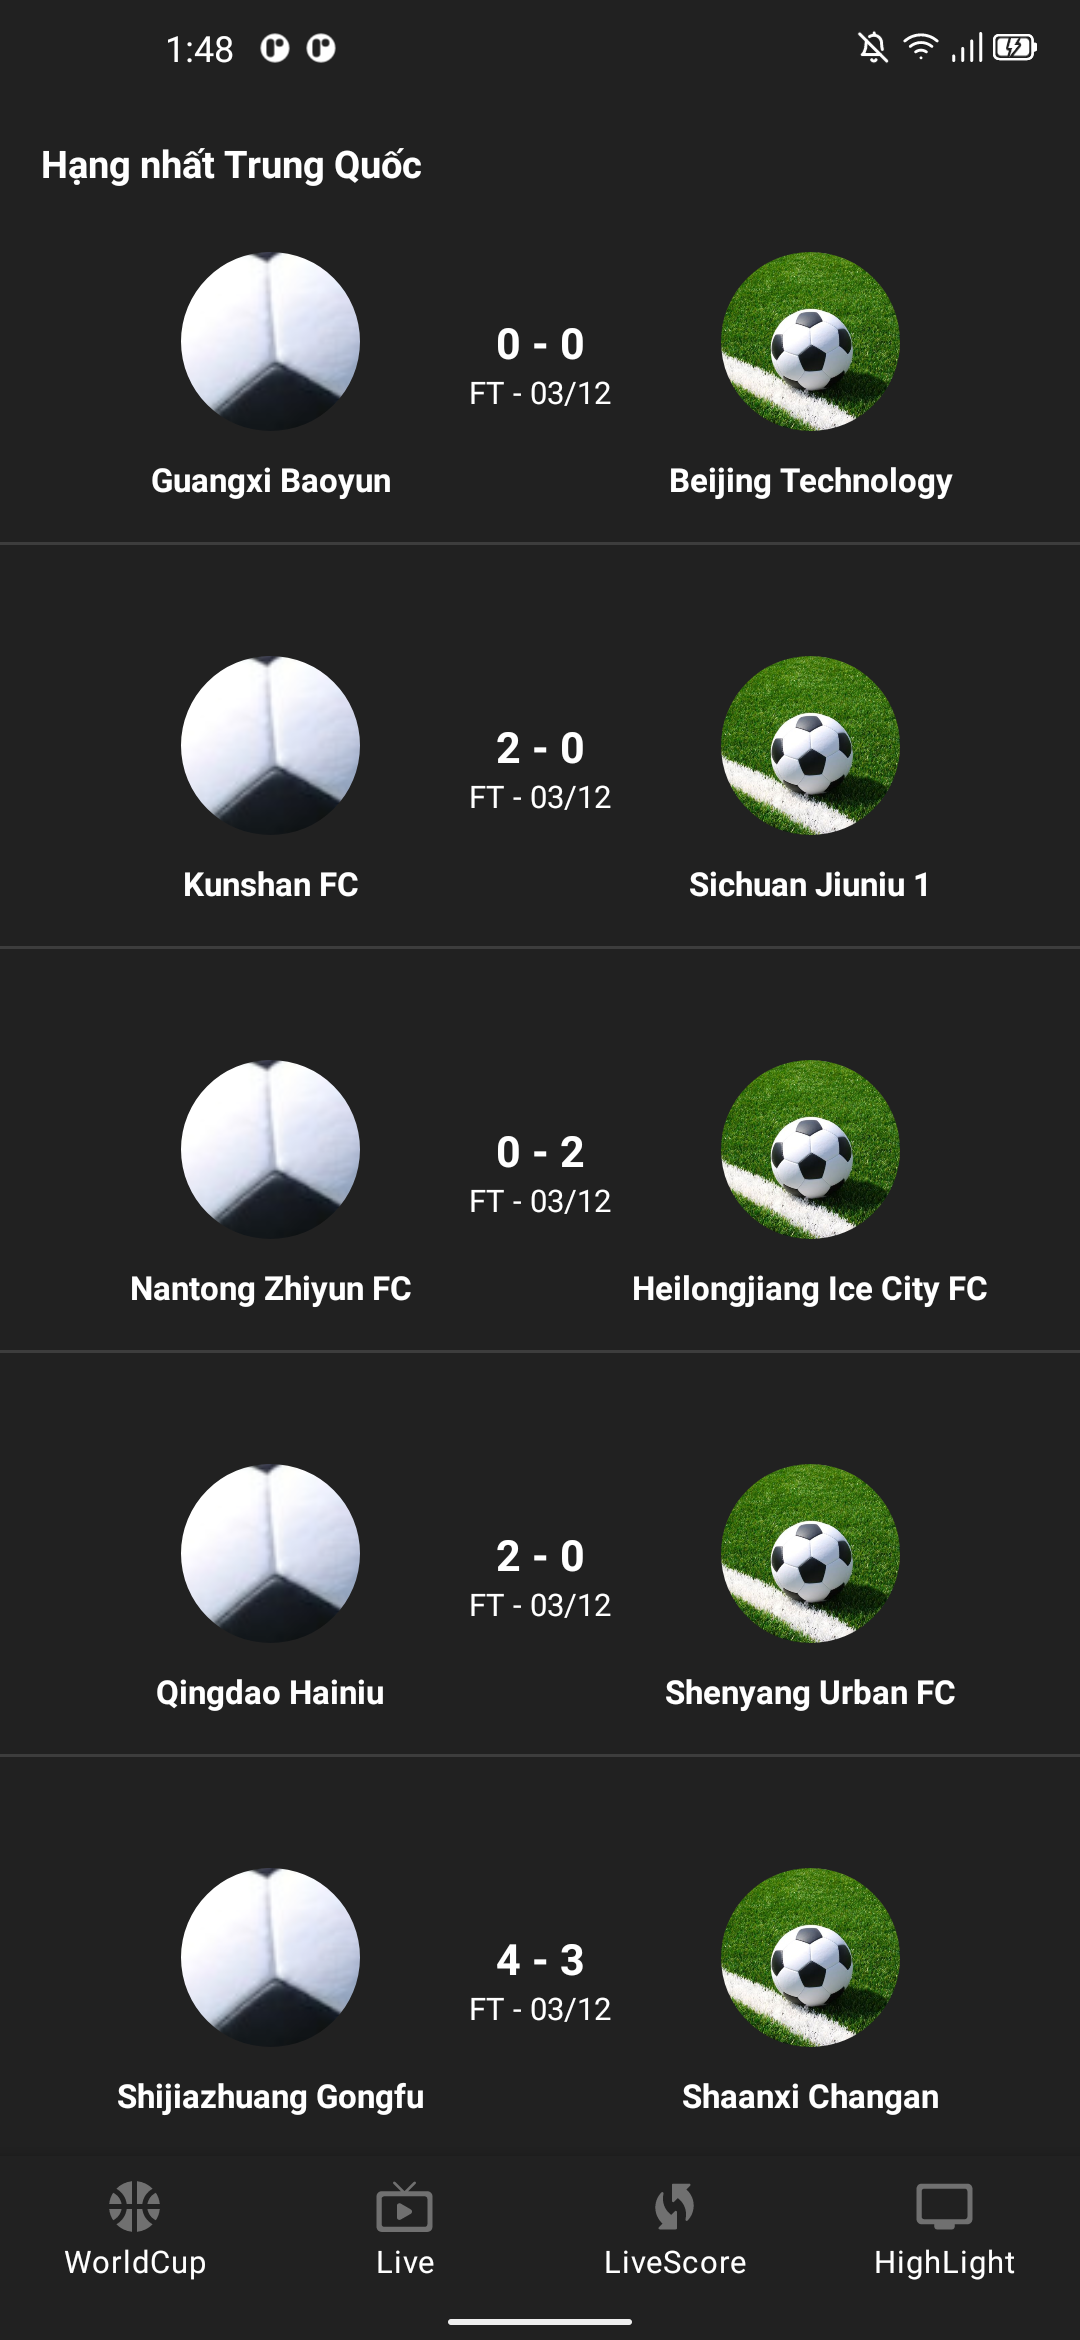 1:48
Hạng nhất Trung Quốc
0 - 0
FT - 03/12
Guangxi Baoyun
Beijing Technology
2 - 0
FT - 03/12
Kunshan FC
Sichuan Jiuniu 1
0 - 2
FT - 03/12
Nantong Zhiyun FC
Heilongjiang Ice City FC
2 - 0
FT - 03/12
Qingdao Hainiu
Shenyang Urban FC
4 - 3
FT - 03/12
Shijiazhuang Gongfu
Shaanxi Changan
WorldCup
Live
LiveScore
HighLight